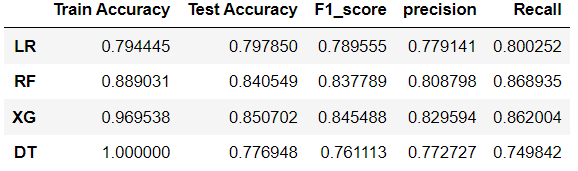 Train Accuracy Test Accuracy F1_score precision Recall
LR 0.794445 0.797850 0.789555 0.779141 0.800252
RF 0.889031 0.840549 0.837789 0.808798 0.868935
XG 0.969538 0.850702 0.845488 0.829594 0.862004
DT 1.000000 0.776948 0.761113 0.772727 0.749842